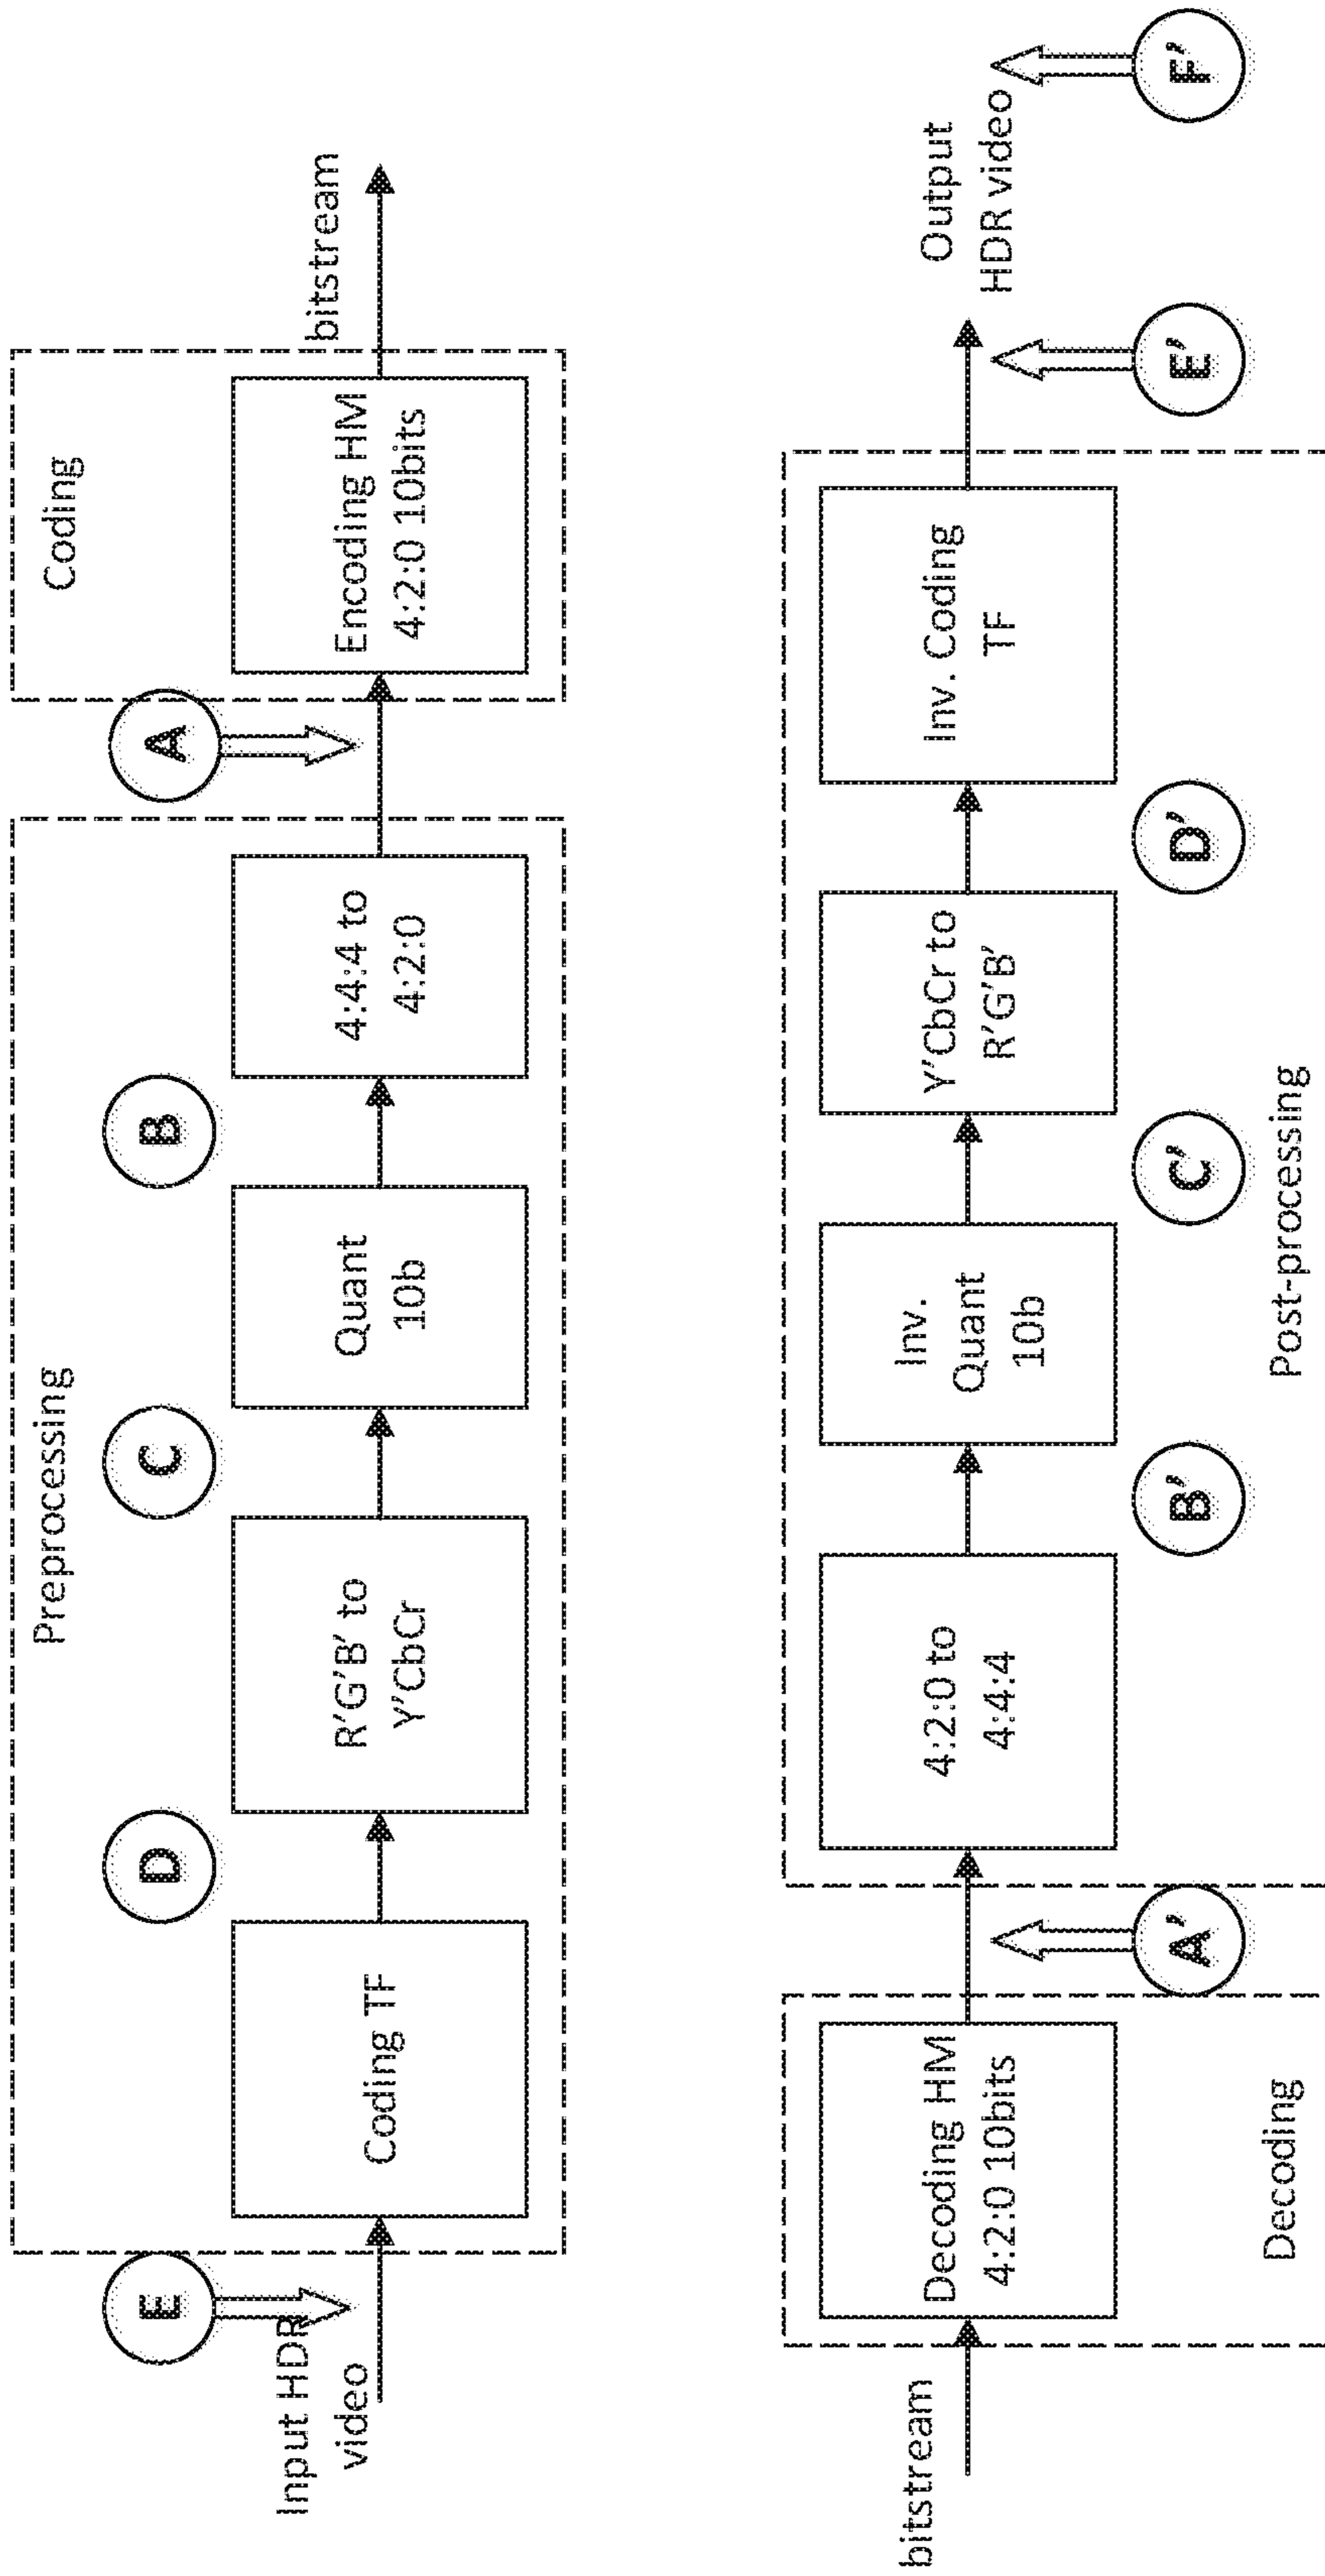 Preprocessing
Coding
E
D
C
B
A
Input HDR
video
Coding TF
R'G'B' to
Y'CbCr
Quant
10b
4:4:4 to
4:2:0
Encoding HM
4:2:0 10bits
bitstream
bitstream
Decoding HM
4:2:0 10bits
4:2:0 to
4:4:4
Inv.
Quant
10b
Y'CbCr to
R'G'B'
Inv. Coding
TF
Output
HDR video
A'
B'
C'
D'
E'
F'
Decoding
Post-processing